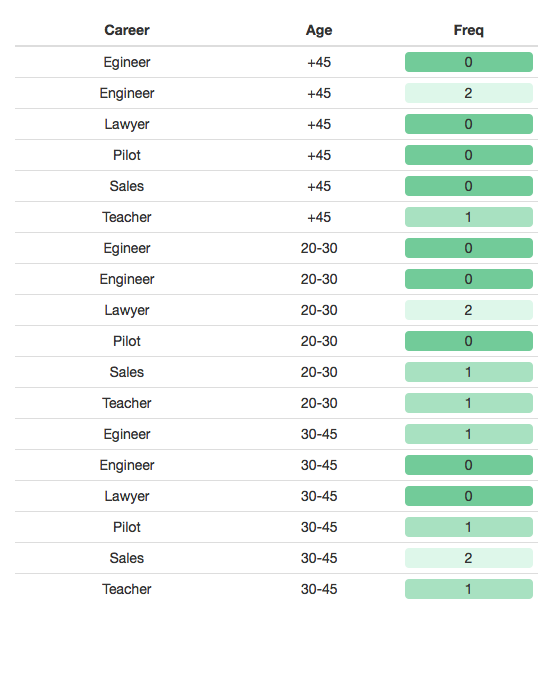 Career Age Freq
Egineer +45 0
Engineer +45 2
Lawyer +45 0
Pilot +45 0
Sales +45 0
Teacher +45 1
Egineer 20-30 0
Engineer 20-30 0
Lawyer 20-30 2
Pilot 20-30 0
Sales 20-30 1
Teacher 20-30 1
Egineer 30-45 1
Engineer 30-45 0
Lawyer 30-45 0
Pilot 30-45 1
Sales 30-45 2
Teacher 30-45 1